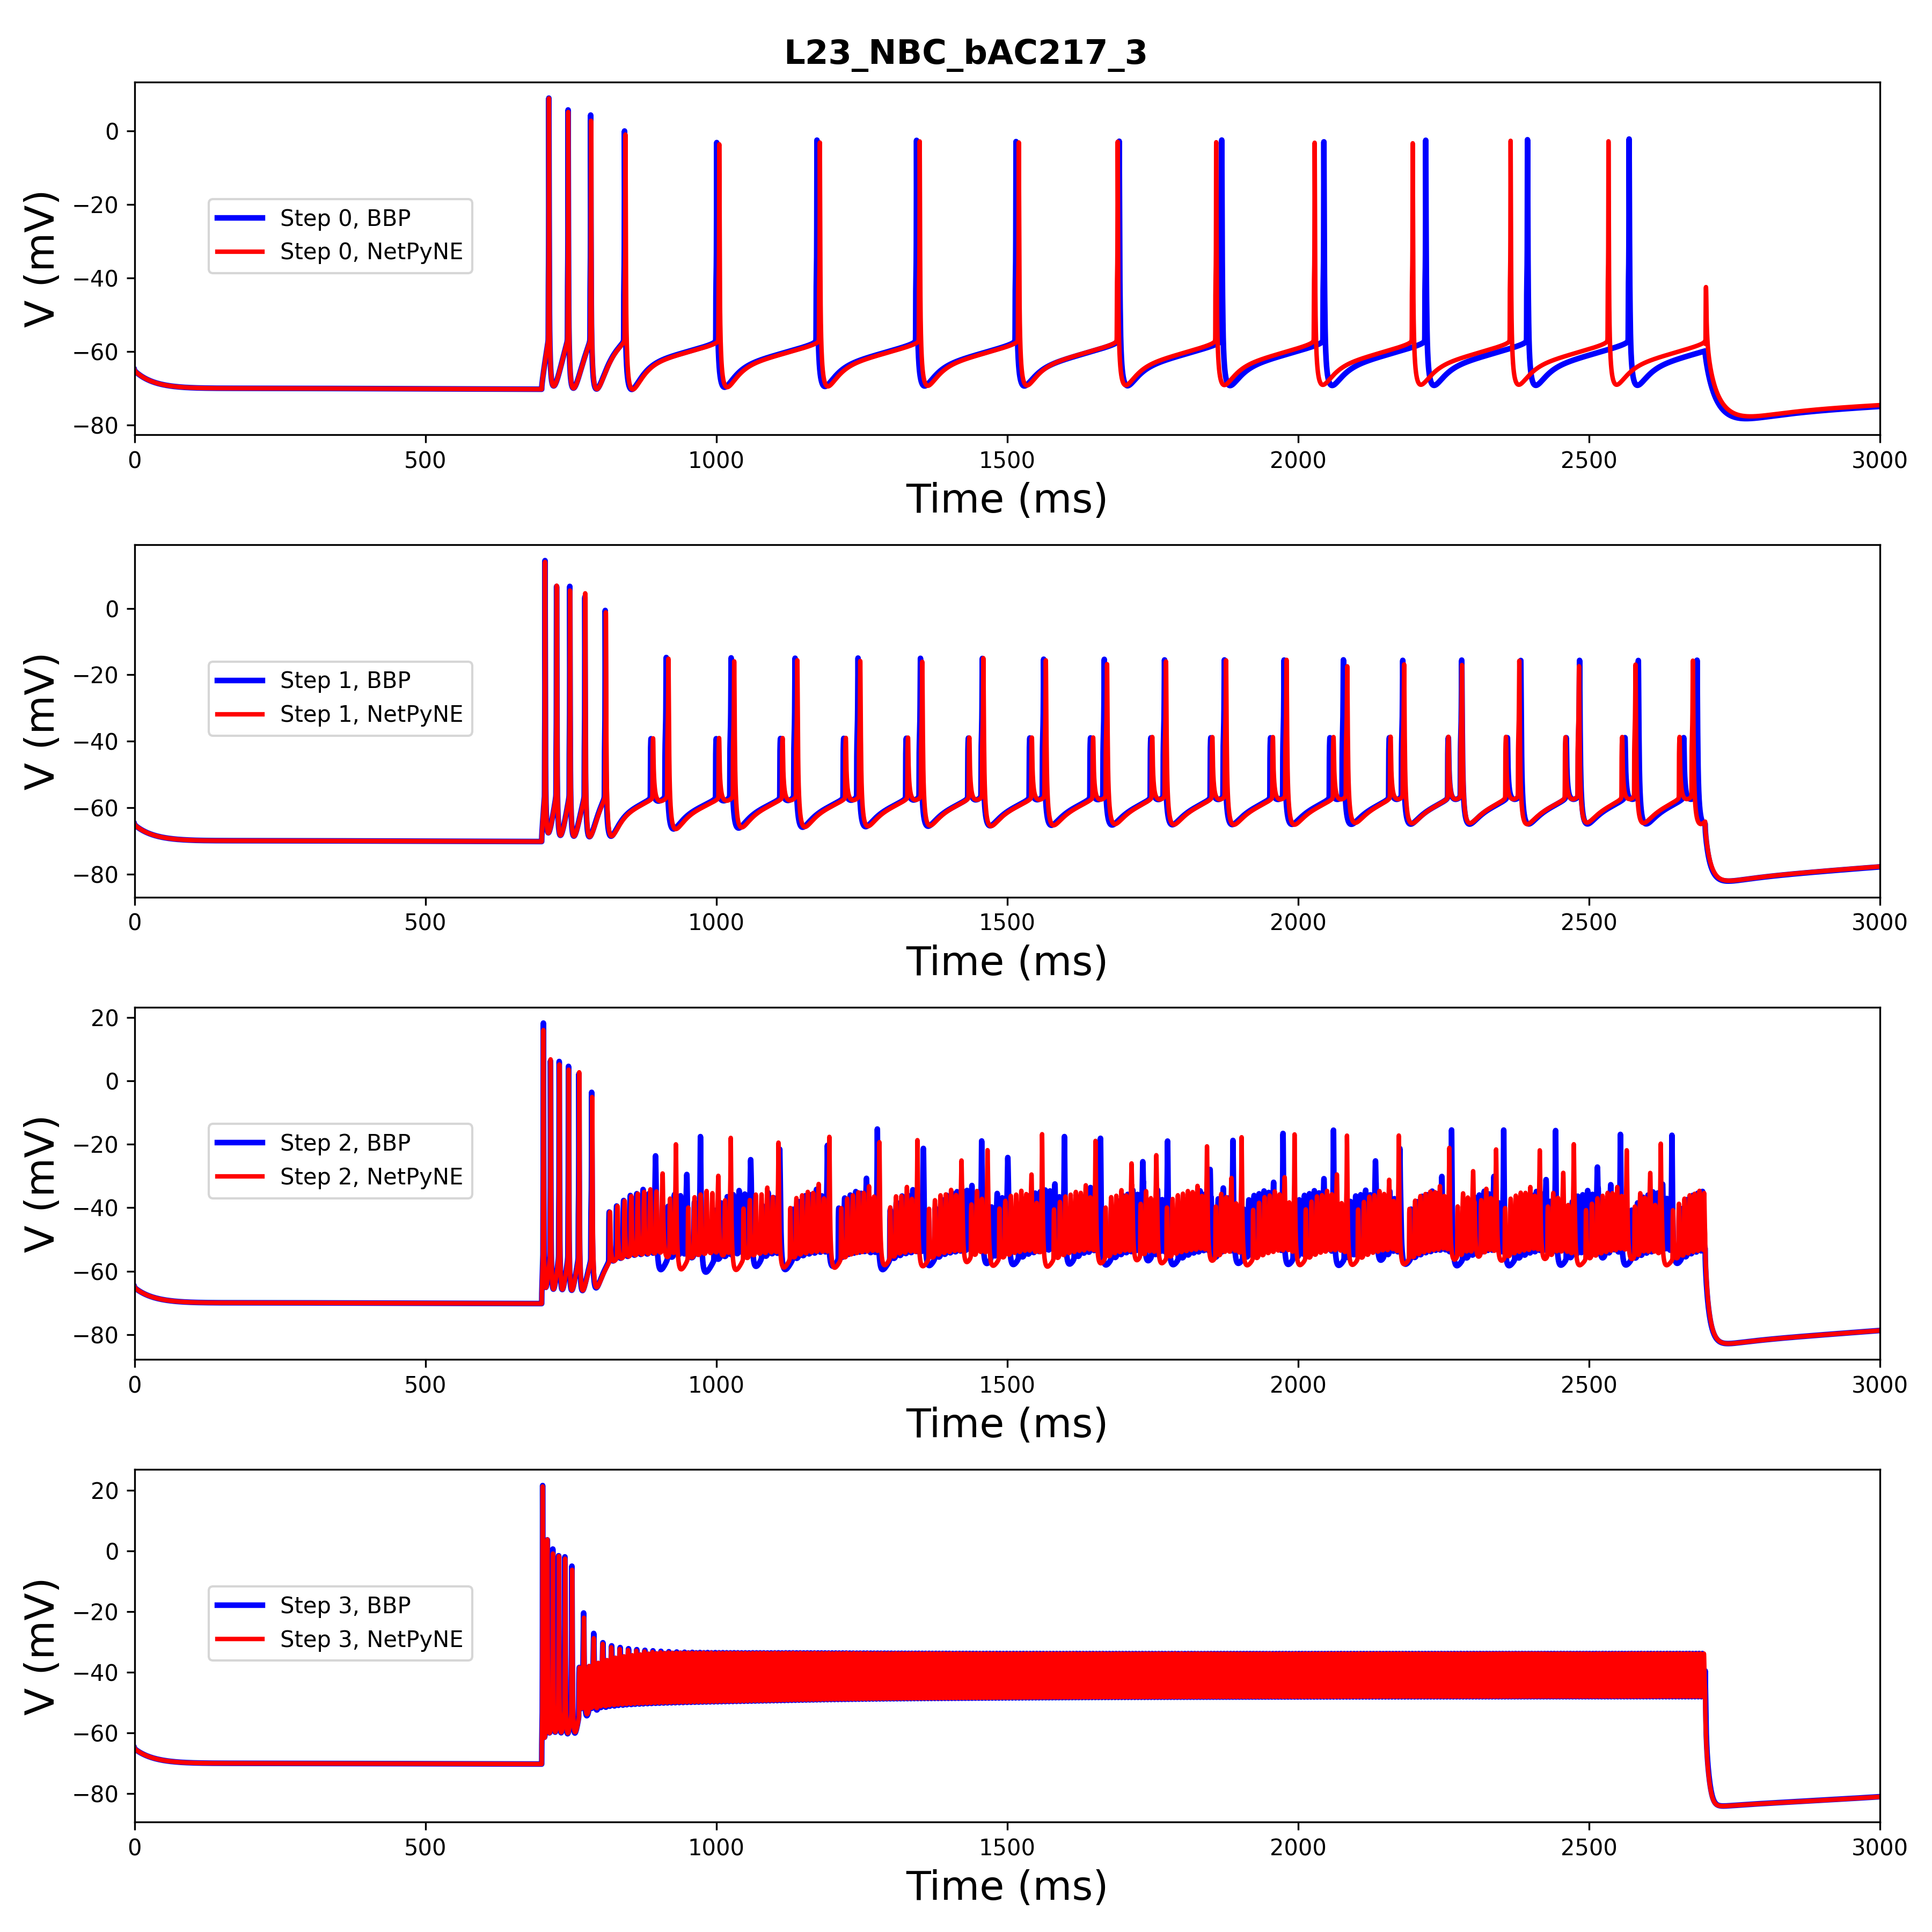 L23_NBC_bAC217_3
0
−20
−40
−60
−80
V (mV)
Step 0, BBP
Step 0, NetPyNE
0 500 1000 1500 2000 2500 3000
Time (ms)
0
−20
−40
−60
−80
V (mV)
Step 1, BBP
Step 1, NetPyNE
0 500 1000 1500 2000 2500 3000
Time (ms)
20
0
−20
−40
−60
−80
V (mV)
Step 2, BBP
Step 2, NetPyNE
0 500 1000 1500 2000 2500 3000
Time (ms)
20
0
−20
−40
−60
−80
V (mV)
Step 3, BBP
Step 3, NetPyNE
0 500 1000 1500 2000 2500 3000
Time (ms)